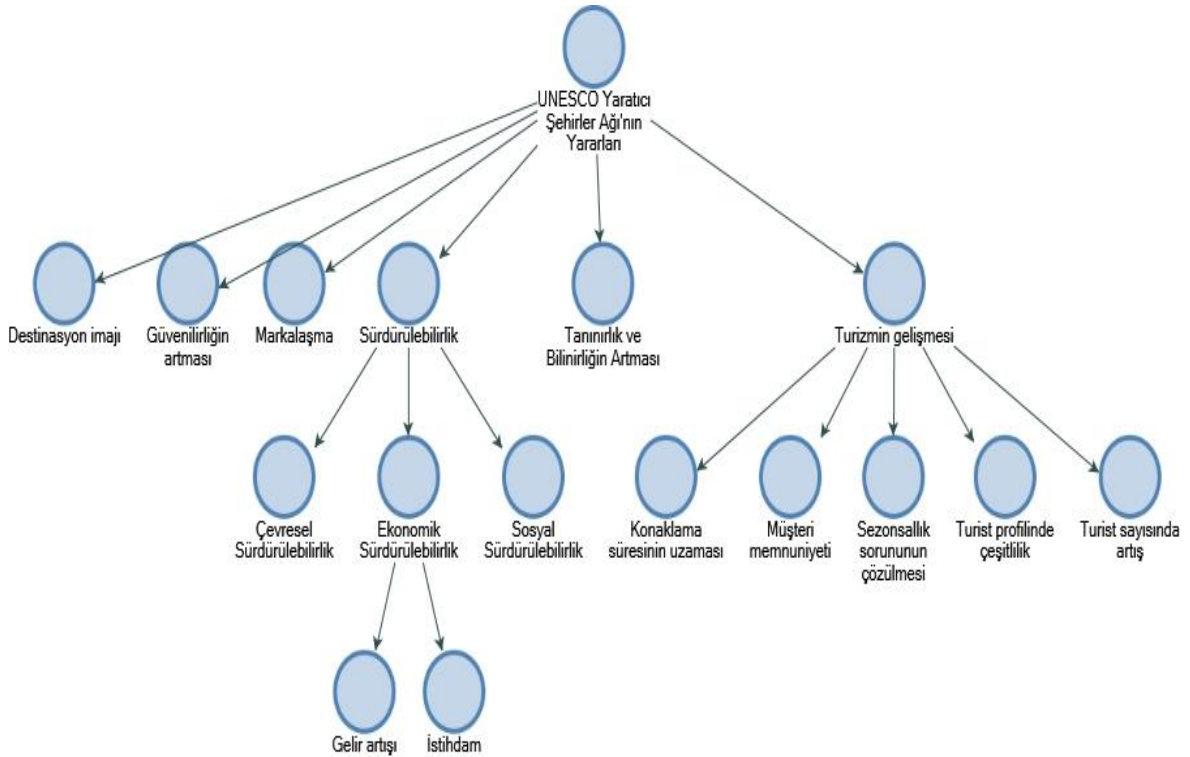 UNESCO Yaratıcı
Şehirler Ağı'nın
Yararları
Destinasyon imajı
Güvenilirliğin
artması
Markalaşma
Sürdürülebilirlik
Tanınırlık ve
Bilinirliğin Artması
Turizmin gelişmesi
Çevresel
Sürdürülebilirlik
Ekonomik
Sürdürülebilirlik
Sosyal
Sürdürülebilirlik
Konaklama
süresinin uzaması
Müşteri
memnuniyeti
Sezonsallık
sorununun
çözülmesi
Turist profilinde
çeşitlilik
Turist sayısında
artış
Gelir artışı
İstihdam